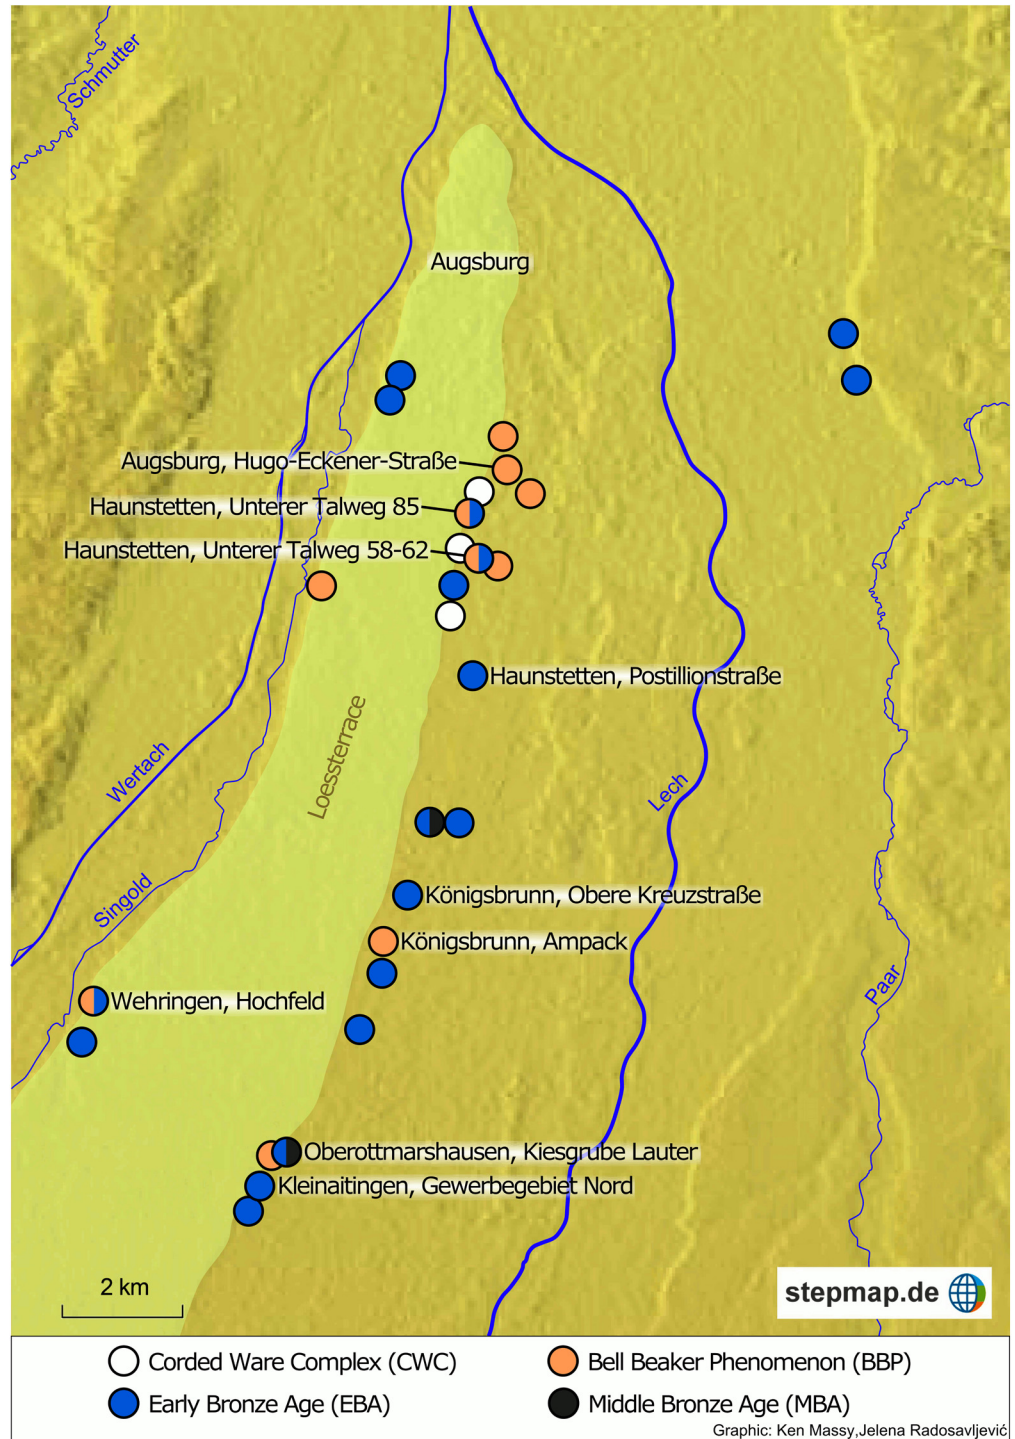 Schmutter
Augsburg
Augsburg, Hugo-Eckener-Straße
Haunstetten, Unterer Talweg 85
Haunstetten, Unterer Talweg 58-62
Haunstetten, Postillionstraße
Loessterrace
Wertach
Lech
Singold
Königsbrunn, Obere Kreuzstraße
Königsbrunn, Ampack
Paar
Wehringen, Hochfeld
Oberottmarshausen, Kiesgrube Lauter
Kleinaitingen, Gewerbegebiet Nord
2 km
stepmap.de
Corded Ware Complex (CWC)
Bell Beaker Phenomenon (BBP)
Early Bronze Age (EBA)
Middle Bronze Age (MBA)
Graphic: Ken Massy,Jelena Radosavljević